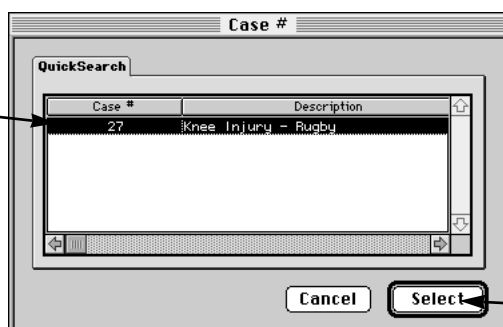 Case #
QuickSearch
Case # Description
27 Knee Injury - Rugby
Cancel Select